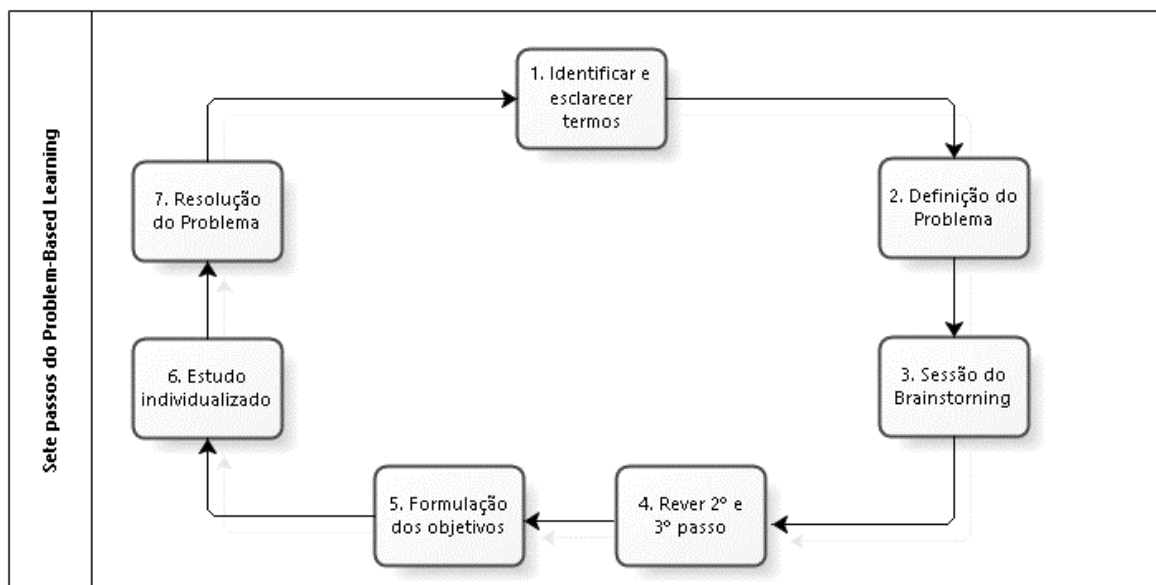 Sete passos do Problem-Based Learning
1. Identificar e
esclarecer
termos
2. Definição do
Problema
3. Sessão do
Brainstorning
4. Rever 2º e
3º passo
5. Formulação
dos objetivos
6. Estudo
individualizado
7. Resolução
do Problema